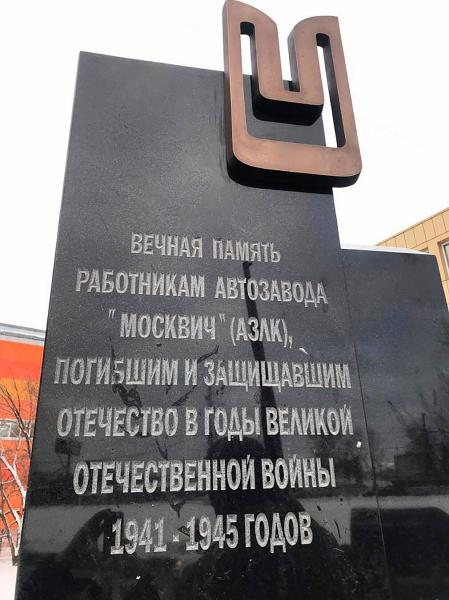 ВЕЧНАЯ ПАМЯТЬ
РАБОТНИКАМ АВТОЗАВОДА
"МОСКВИЧ" (АЗЛК),
ПОГИБШИМ И ЗАЩИЩАВШИМ
ОТЕЧЕСТВО В ГОДЫ ВЕЛИКОЙ
ОТЕЧЕСТВЕННОЙ ВОЙНЫ
1941 - 1945 ГОДОВ